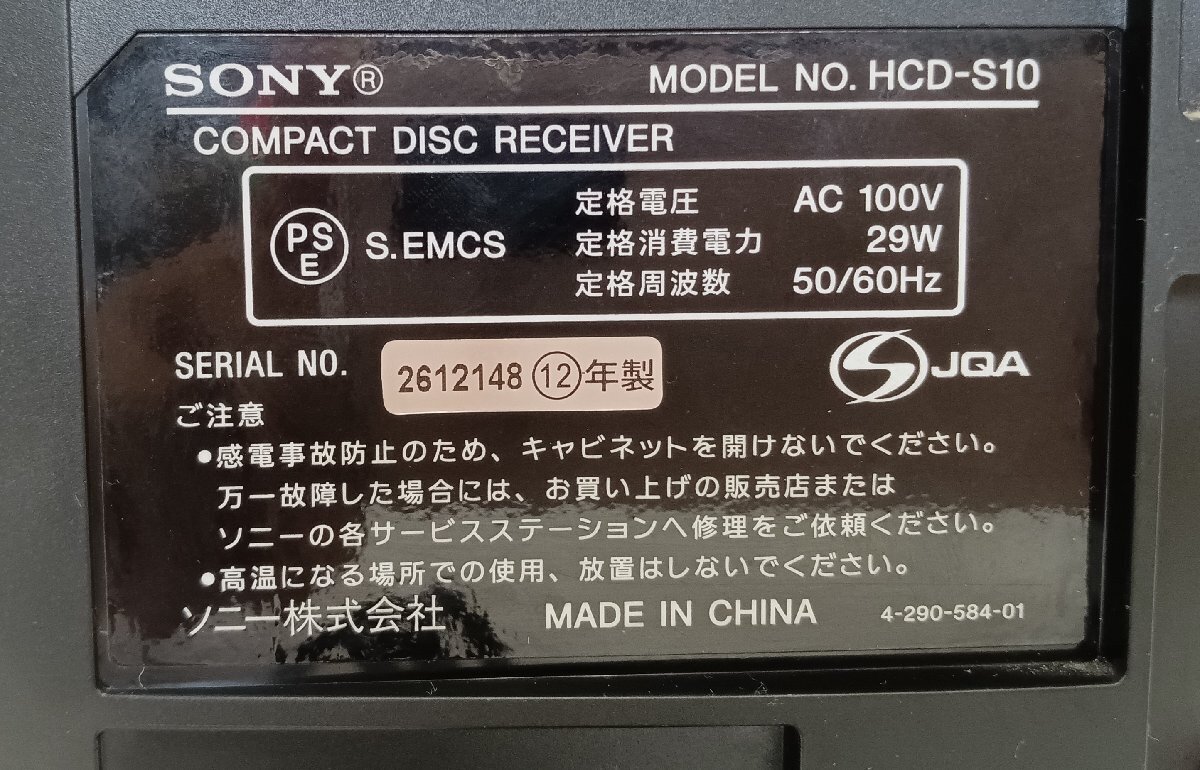 SONY® MODEL NO. HCD-S10
COMPACT DISC RECEIVER
PSE S.EMCS
定格電圧 AC 100V
定格消費電力 29W
定格周波数 50/60Hz
SERIAL NO. 2612148 ⑫年製
JQA
ご注意
●感電事故防止のため、キャビネットを開けないでください。
万一故障した場合には、お買い上げの販売店または
ソニーの各サービスステーションへ修理をご依頼ください。
●高温になる場所での使用、放置はしないでください。
ソニー株式会社 MADE IN CHINA 4-290-584-01